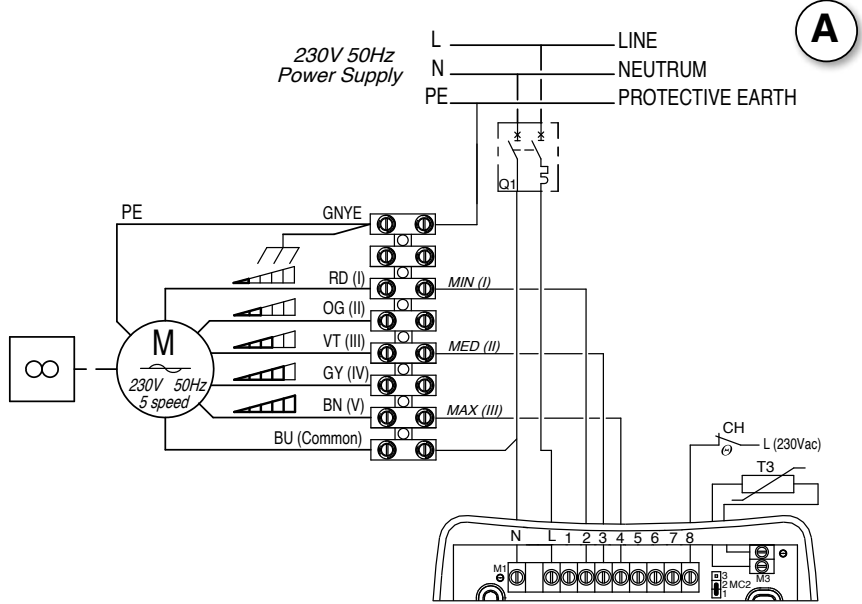 A
230V 50Hz
Power Supply
L LINE
N NEUTRUM
PE PROTECTIVE EARTH
Q1
PE GNYE
RD (I) MIN (I)
OG (II)
VT (III) MED (II)
GY (IV)
BN (V) MAX (III)
BU (Common)
M
230V 50Hz
5 speed
CH
L (230Vac)
T3
N L 1 2 3 4 5 6 7 8
M1
3
2 MC2
1
M3